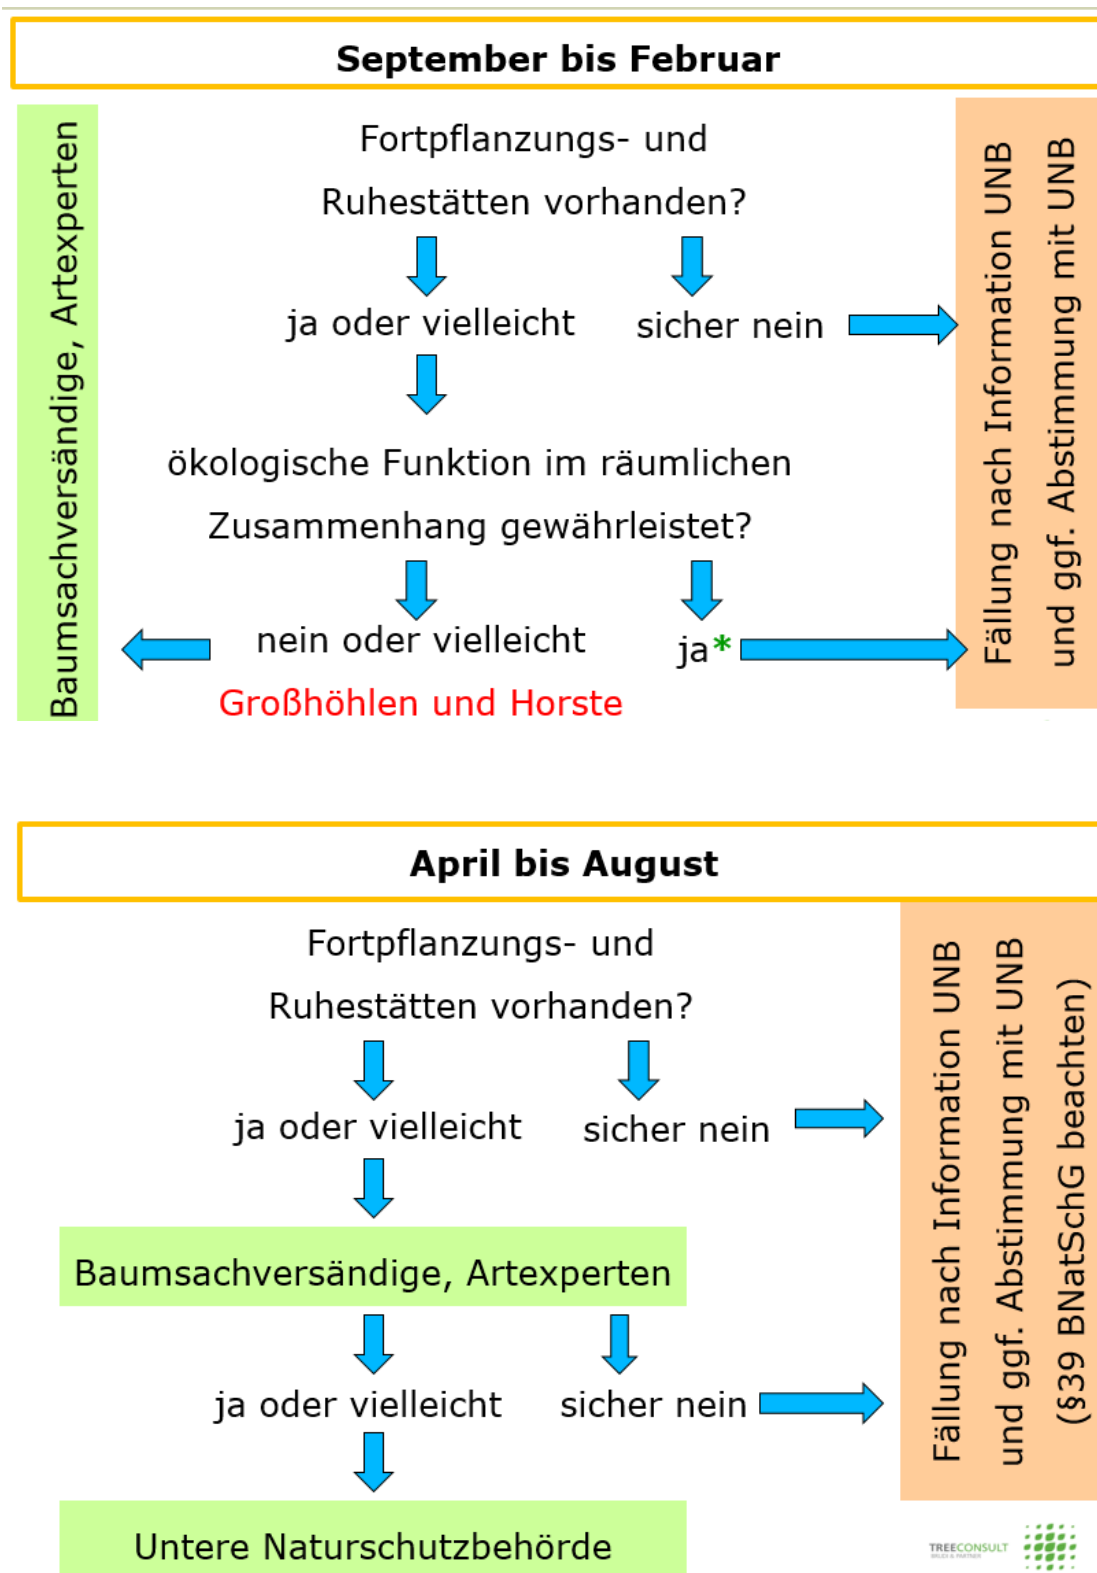 September bis Februar
Baumsachversändige, Artexperten
Fortpflanzungs- und
Ruhestätten vorhanden?
ja oder vielleicht
sicher nein
ökologische Funktion im räumlichen
Zusammenhang gewährleistet?
nein oder vielleicht
ja*
Großhöhlen und Horste
Fällung nach Information UNB
und ggf. Abstimmung mit UNB
April bis August
Fortpflanzungs- und
Ruhestätten vorhanden?
ja oder vielleicht
sicher nein
Baumsachversändige, Artexperten
ja oder vielleicht
sicher nein
Untere Naturschutzbehörde
Fällung nach Information UNB
und ggf. Abstimmung mit UNB
(§39 BNatSchG beachten)
TREECONSULT
BRUDI & PARTNER